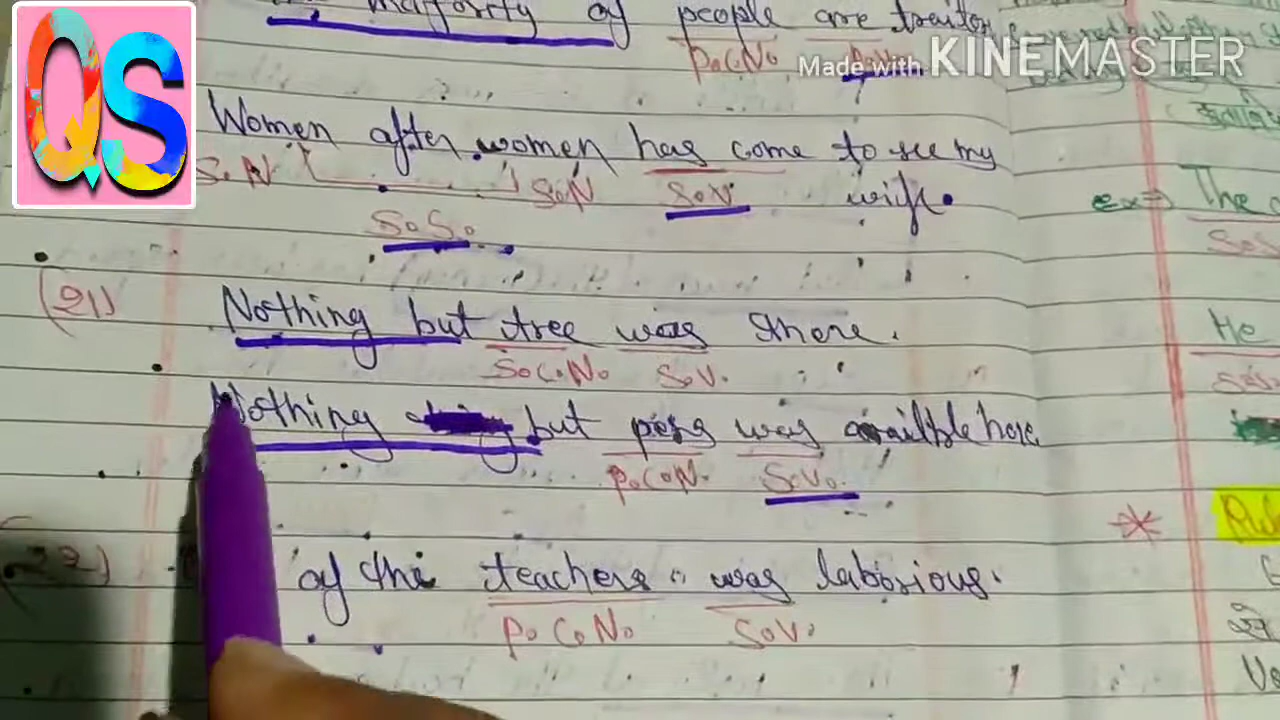 QS
majority of people are traitor
P.C.N.
Made with KINEMASTER
Women after women has come to see my
S.N S.N S.V. wife.
S.S.
ex⇒ The
S.S
(21) Nothing but tree was there.
S.C.N. S.V.
He
Nothing but pens was availble here
P.C.N. S.V.
* Rul
22) of the teachers was laborious.
P.C.N. S.V.